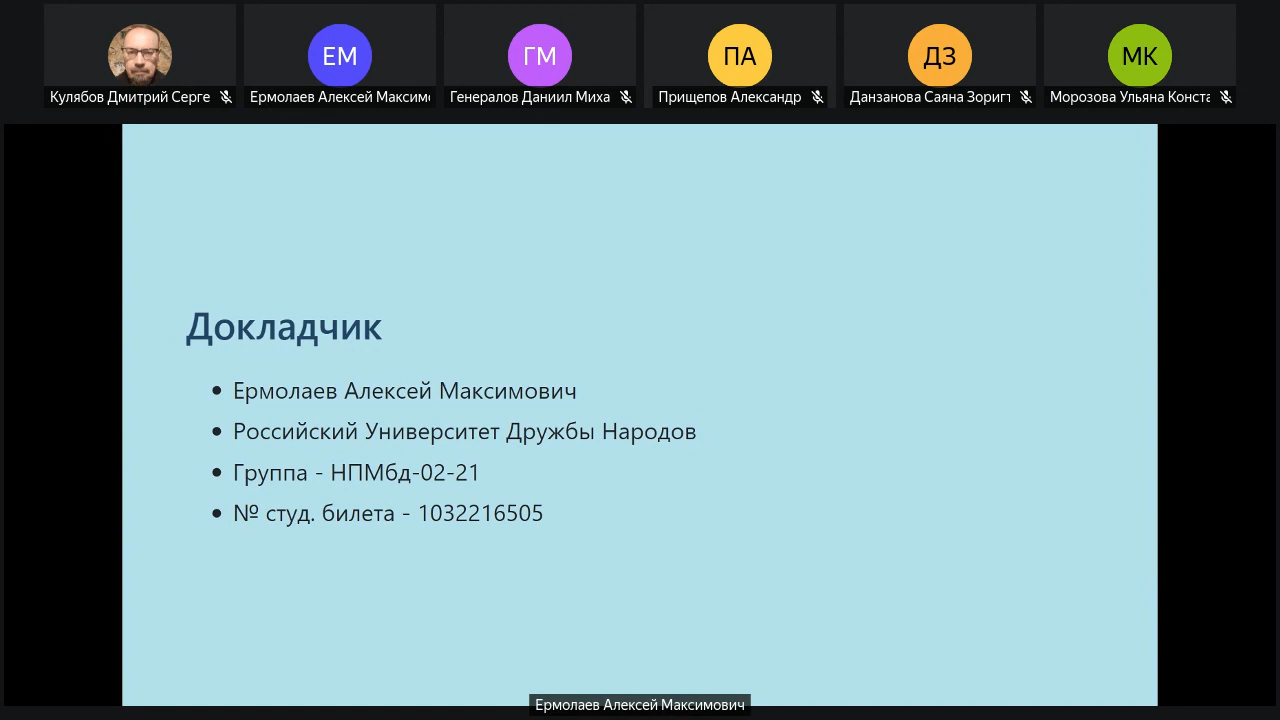 ЕМ
ГМ
ПА
ДЗ
МК
Кулябов Дмитрий Серге
Ермолаев Алексей Максим
Генералов Даниил Миха
Прищепов Александр
Данзанова Саяна Зориг
Морозова Ульяна Конст
Докладчик
• Ермолаев Алексей Максимович
• Российский Университет Дружбы Народов
• Группа - НПМбд-02-21
• № студ. билета - 1032216505
Ермолаев Алексей Максимович